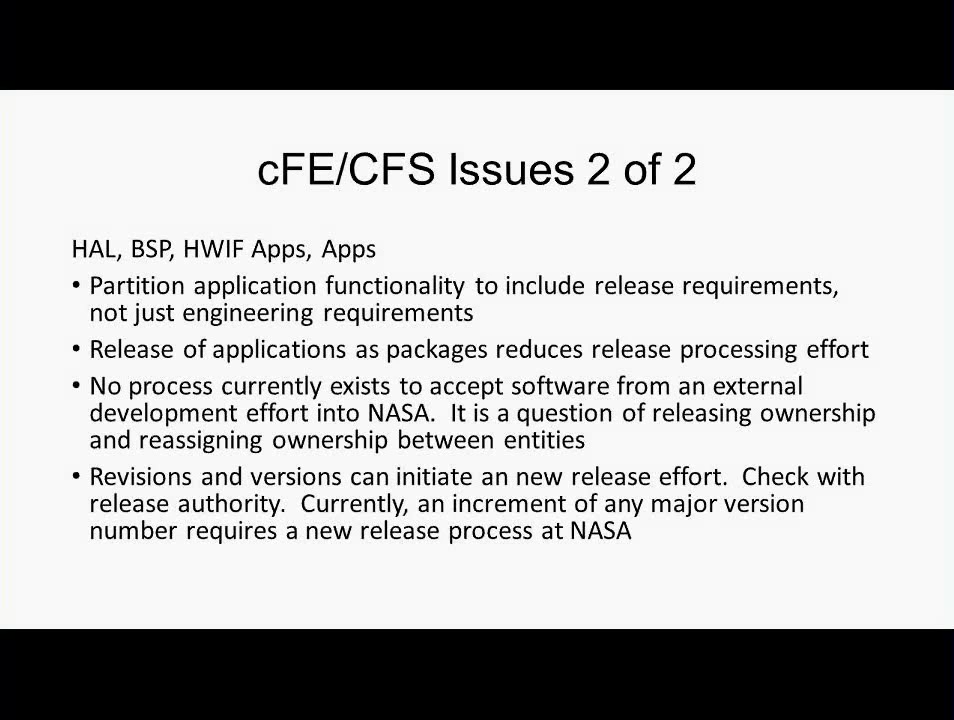 cFE/CFS Issues 2 of 2
HAL, BSP, HWIF Apps, Apps
• Partition application functionality to include release requirements,
not just engineering requirements
• Release of applications as packages reduces release processing effort
• No process currently exists to accept software from an external
development effort into NASA.  It is a question of releasing ownership
and reassigning ownership between entities
• Revisions and versions can initiate an new release effort.  Check with
release authority.  Currently, an increment of any major version
number requires a new release process at NASA